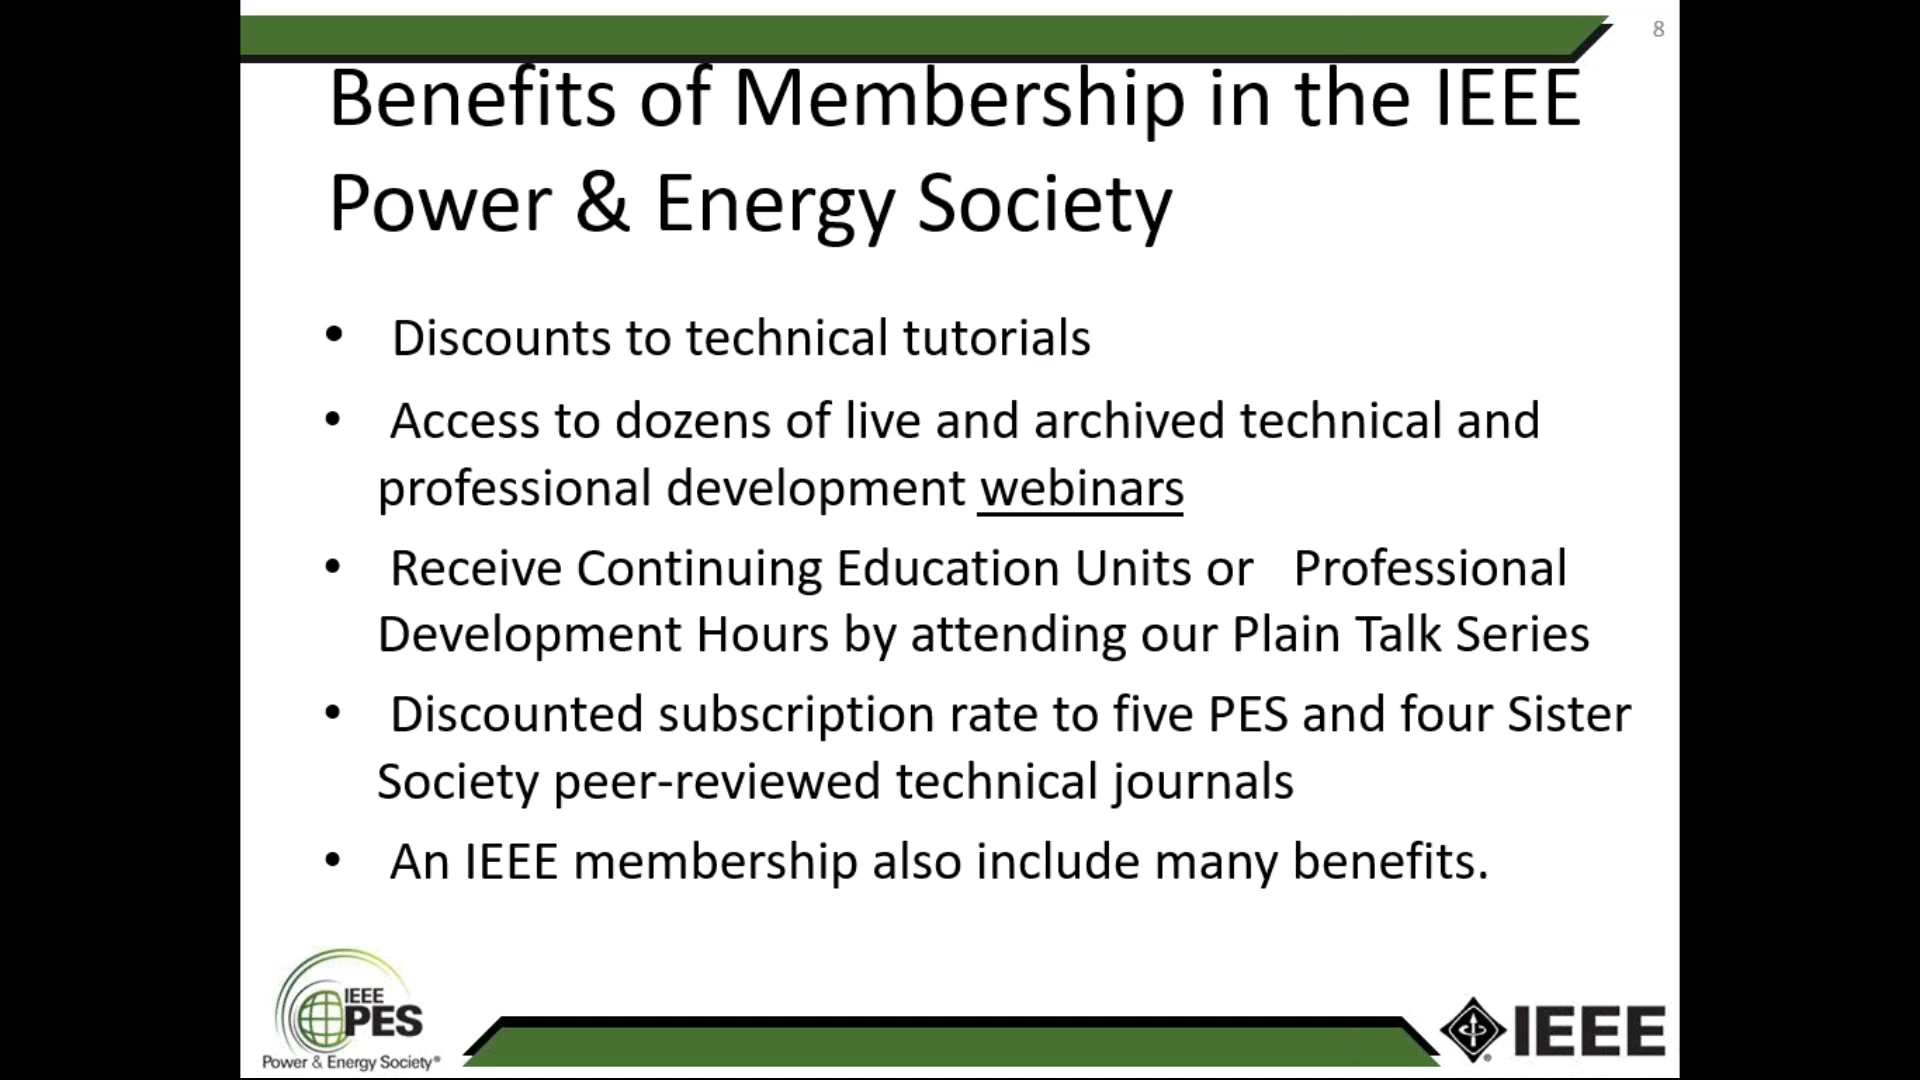 8
Benefits of Membership in the IEEE
Power & Energy Society
• Discounts to technical tutorials
• Access to dozens of live and archived technical and
professional development webinars
• Receive Continuing Education Units or   Professional
Development Hours by attending our Plain Talk Series
• Discounted subscription rate to five PES and four Sister
Society peer-reviewed technical journals
• An IEEE membership also include many benefits.
IEEE
PES
Power & Energy Society®
IEEE